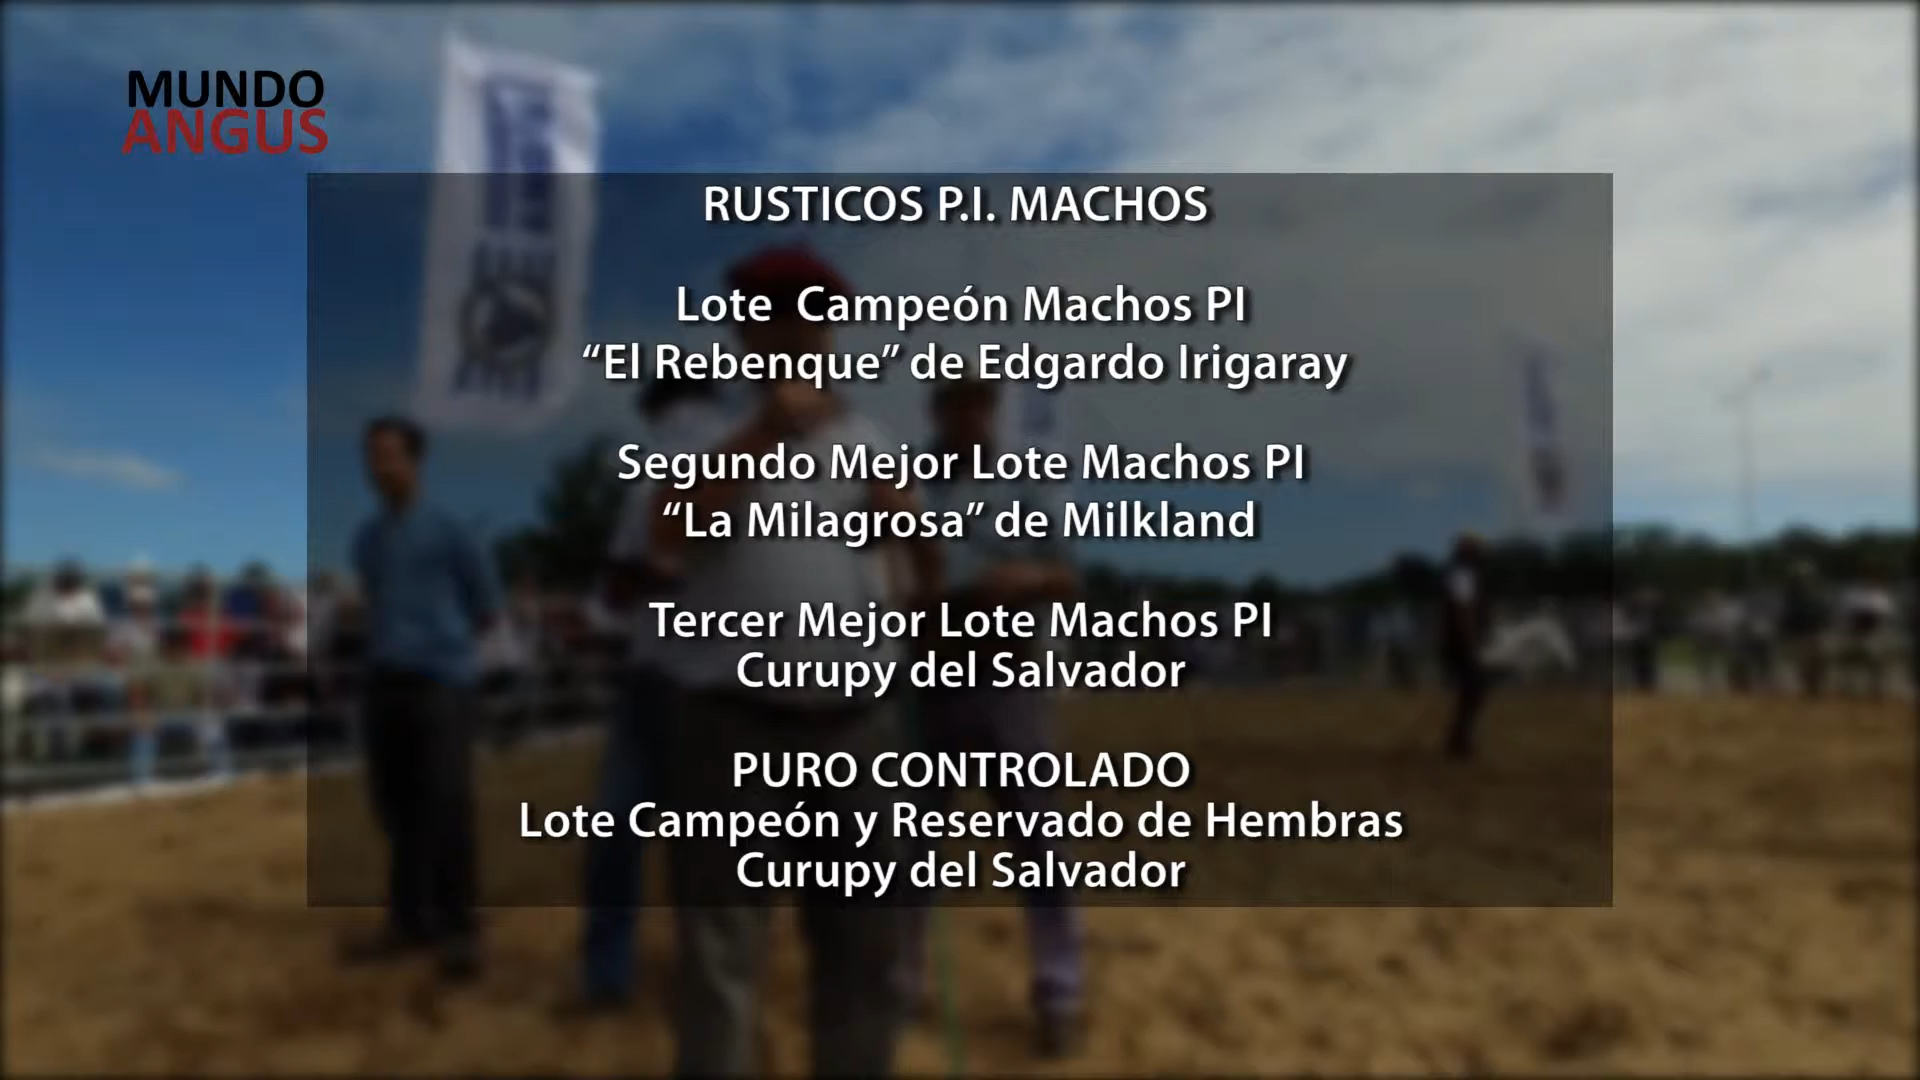 MUNDO
ANGUS
RUSTICOS P.I. MACHOS
Lote Campeón Machos PI
“El Rebenque” de Edgardo Irigaray
Segundo Mejor Lote Machos PI
“La Milagrosa” de Milkland
Tercer Mejor Lote Machos PI
Curupy del Salvador
PURO CONTROLADO
Lote Campeón y Reservado de Hembras
Curupy del Salvador